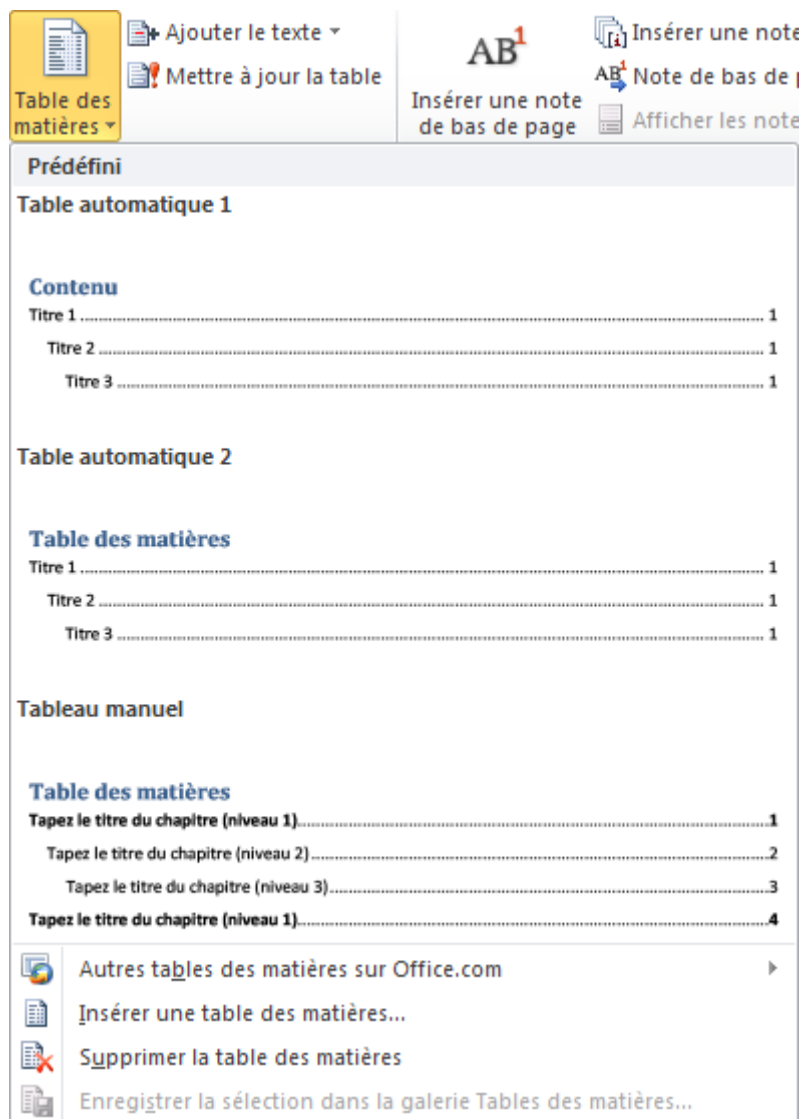 Ajouter le texte
Mettre à jour la table
Table des
matières
AB1
Insérer une note
de bas de page
Insérer une note
AB1 Note de bas de
Afficher les note
Prédéfini
Table automatique 1
Contenu
Titre 1 ........ 1
Titre 2 ........ 1
Titre 3 ........ 1
Table automatique 2
Table des matières
Titre 1 ........ 1
Titre 2 ........ 1
Titre 3 ........ 1
Tableau manuel
Table des matières
Tapez le titre du chapitre (niveau 1)........1
Tapez le titre du chapitre (niveau 2)........2
Tapez le titre du chapitre (niveau 3)........3
Tapez le titre du chapitre (niveau 1)........4
Autres tables des matières sur Office.com
Insérer une table des matières...
Supprimer la table des matières
Enregistrer la sélection dans la galerie Tables des matières...